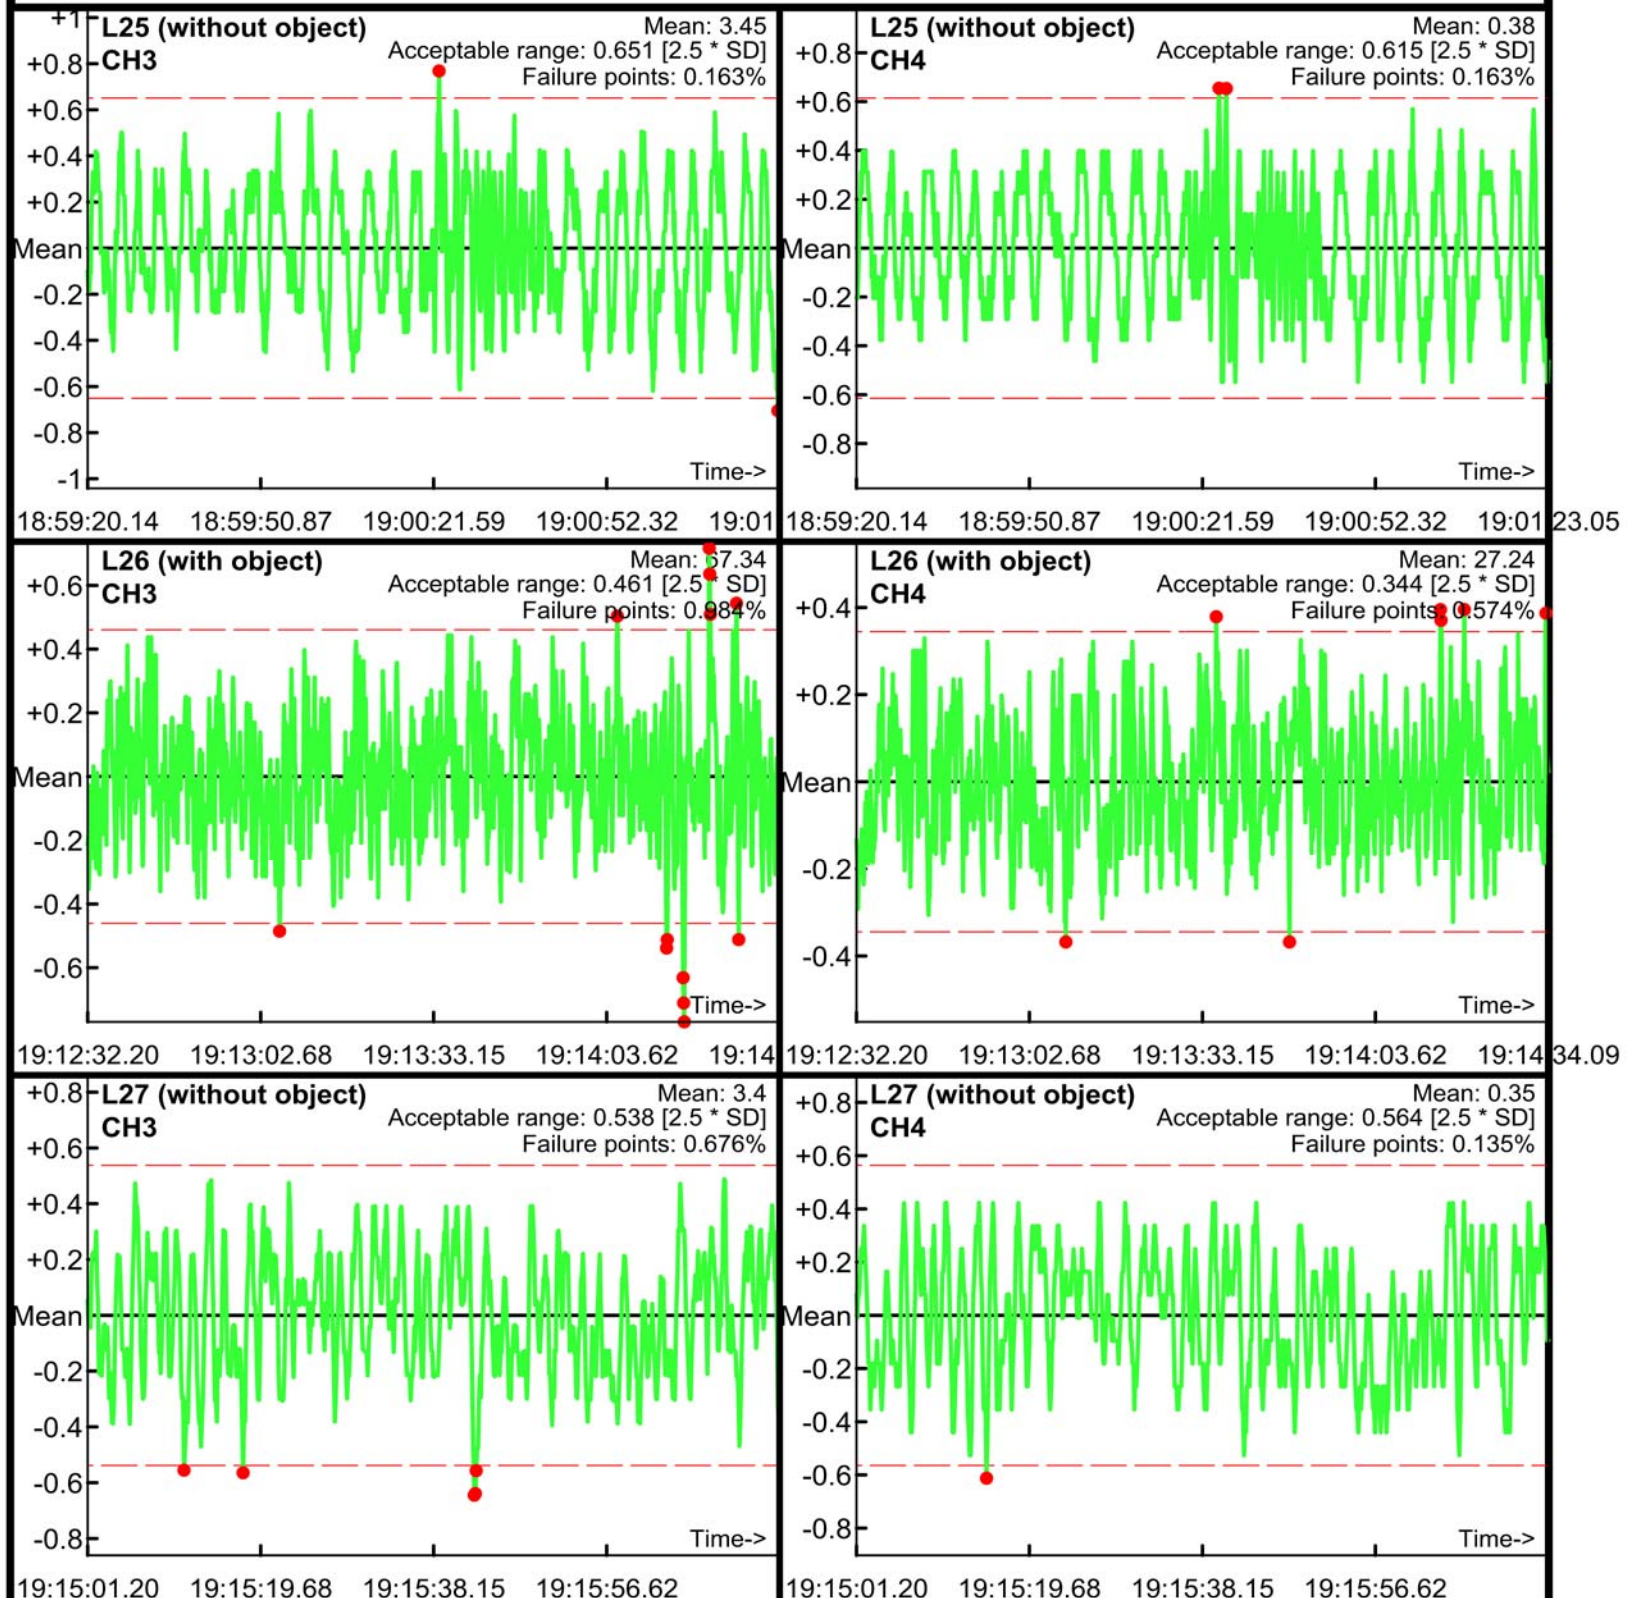 L25 (without object)
CH3
Mean: 3.45
Acceptable range: 0.651 [2.5 * SD]
Failure points: 0.163%
+1
+0.8
+0.6
+0.4
+0.2
Mean
-0.2
-0.4
-0.6
-0.8
-1
Time->
18:59:20.14 18:59:50.87 19:00:21.59 19:00:52.32 19:01
L25 (without object)
CH4
Mean: 0.38
Acceptable range: 0.615 [2.5 * SD]
Failure points: 0.163%
+0.8
+0.6
+0.4
+0.2
Mean
-0.2
-0.4
-0.6
-0.8
Time->
18:59:20.14 18:59:50.87 19:00:21.59 19:00:52.32 19:01:23.05
L26 (with object)
CH3
Mean: 67.34
Acceptable range: 0.461 [2.5 * SD]
Failure points: 0.984%
+0.6
+0.4
+0.2
Mean
-0.2
-0.4
-0.6
Time->
19:12:32.20 19:13:02.68 19:13:33.15 19:14:03.62 19:14
L26 (with object)
CH4
Mean: 27.24
Acceptable range: 0.344 [2.5 * SD]
Failure points: 0.574%
+0.4
+0.2
Mean
-0.2
-0.4
Time->
19:12:32.20 19:13:02.68 19:13:33.15 19:14:03.62 19:14:34.09
L27 (without object)
CH3
Mean: 3.4
Acceptable range: 0.538 [2.5 * SD]
Failure points: 0.676%
+0.8
+0.6
+0.4
+0.2
Mean
-0.2
-0.4
-0.6
-0.8
Time->
19:15:01.20 19:15:19.68 19:15:38.15 19:15:56.62
L27 (without object)
CH4
Mean: 0.35
Acceptable range: 0.564 [2.5 * SD]
Failure points: 0.135%
+0.8
+0.6
+0.4
+0.2
Mean
-0.2
-0.4
-0.6
-0.8
Time->
19:15:01.20 19:15:19.68 19:15:38.15 19:15:56.62